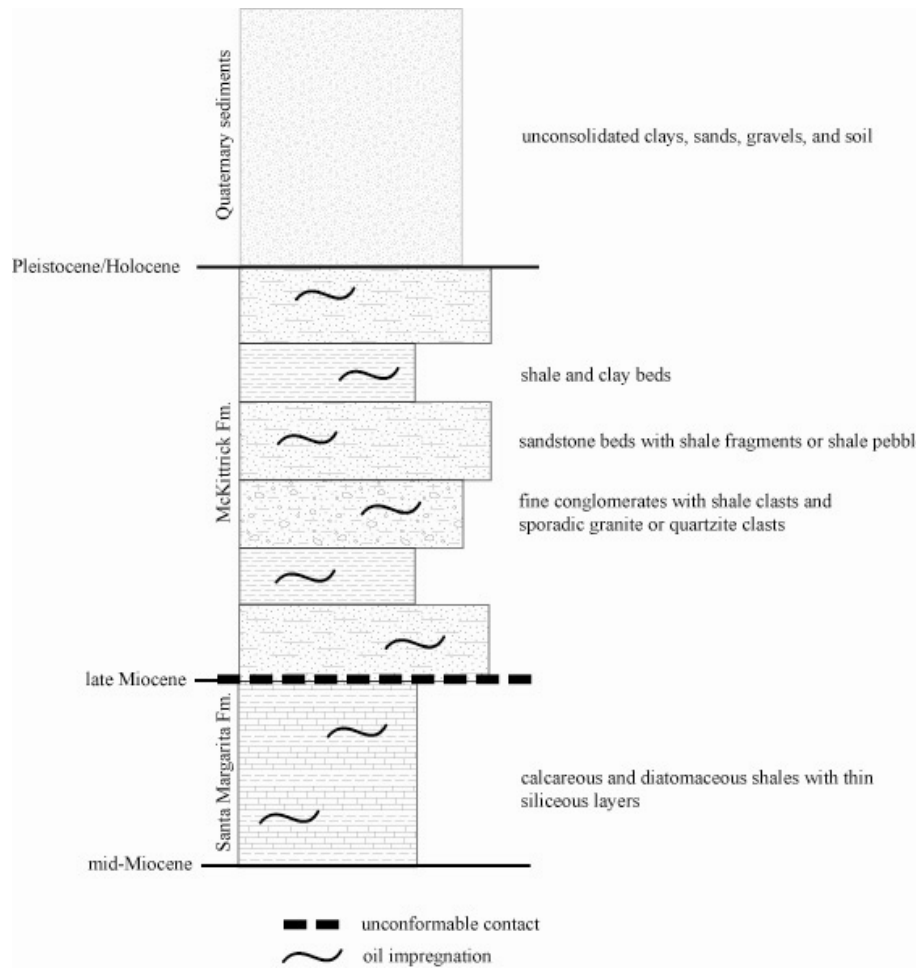 Quaternary sediments
unconsolidated clays, sands, gravels, and soil
Pleistocene/Holocene
McKittrick Fm.
shale and clay beds
sandstone beds with shale fragments or shale pebbl
fine conglomerates with shale clasts and
sporadic granite or quartzite clasts
late Miocene
Santa Margarita Fm.
calcareous and diatomaceous shales with thin
siliceous layers
mid-Miocene
unconformable contact
oil impregnation